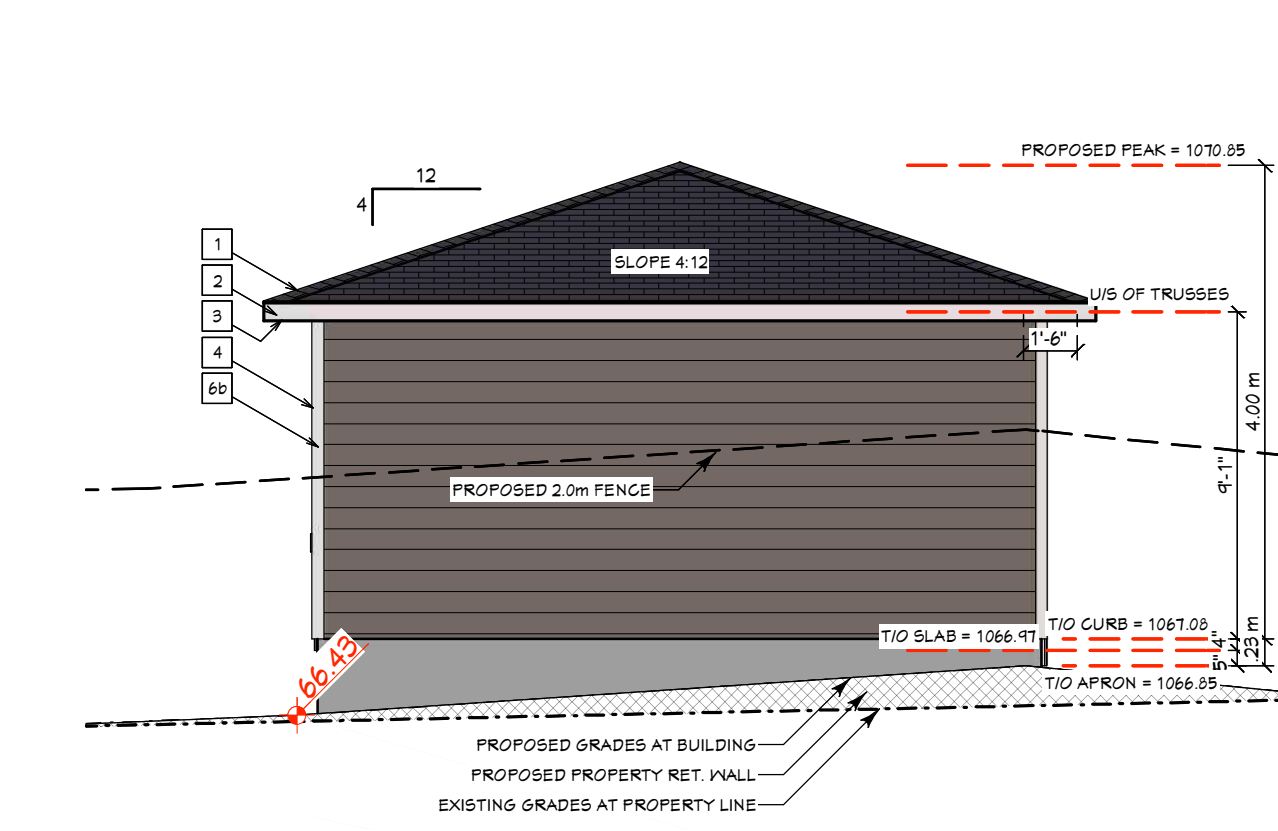 PROPOSED PEAK = 1070.85
12
4
1
SLOPE 4:12
2
U/S OF TRUSSES
3
1'-6"
4
6b
4.00 m
9'-1"
PROPOSED 2.0m FENCE
T/O CURB = 1067.08
T/O SLAB = 1066.97
4"
.23 m
5"
66.43
T/O APRON = 1066.85
PROPOSED GRADES AT BUILDING
PROPOSED PROPERTY RET. WALL
EXISTING GRADES AT PROPERTY LINE